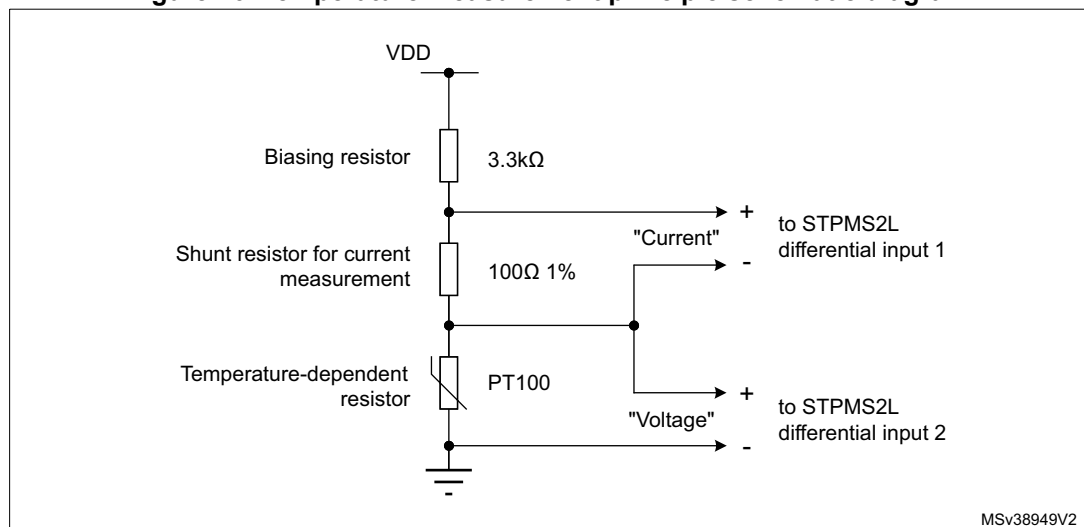 VDD
Biasing resistor
3.3kΩ
+
to STPMS2L
differential input 1
"Current"
-
Shunt resistor for current
measurement
100Ω 1%
Temperature-dependent
resistor
PT100
+
to STPMS2L
differential input 2
"Voltage"
-
MSv38949V2